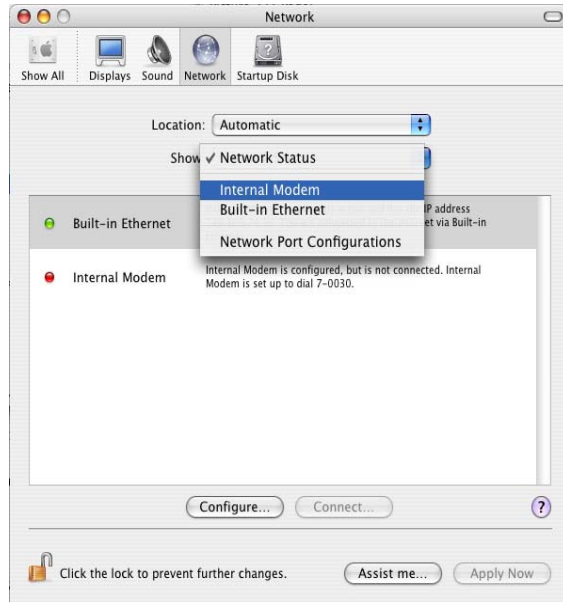 Network
Show All Displays Sound Network Startup Disk
Location: Automatic
Show ✓ Network Status
Internal Modem
Built-in Ethernet
Network Port Configurations
Built-in Ethernet
IP address
et via Built-in
Internal Modem
Internal Modem is configured, but is not connected. Internal
Modem is set up to dial 7-0030.
Configure... Connect... ?
Click the lock to prevent further changes. Assist me... Apply Now